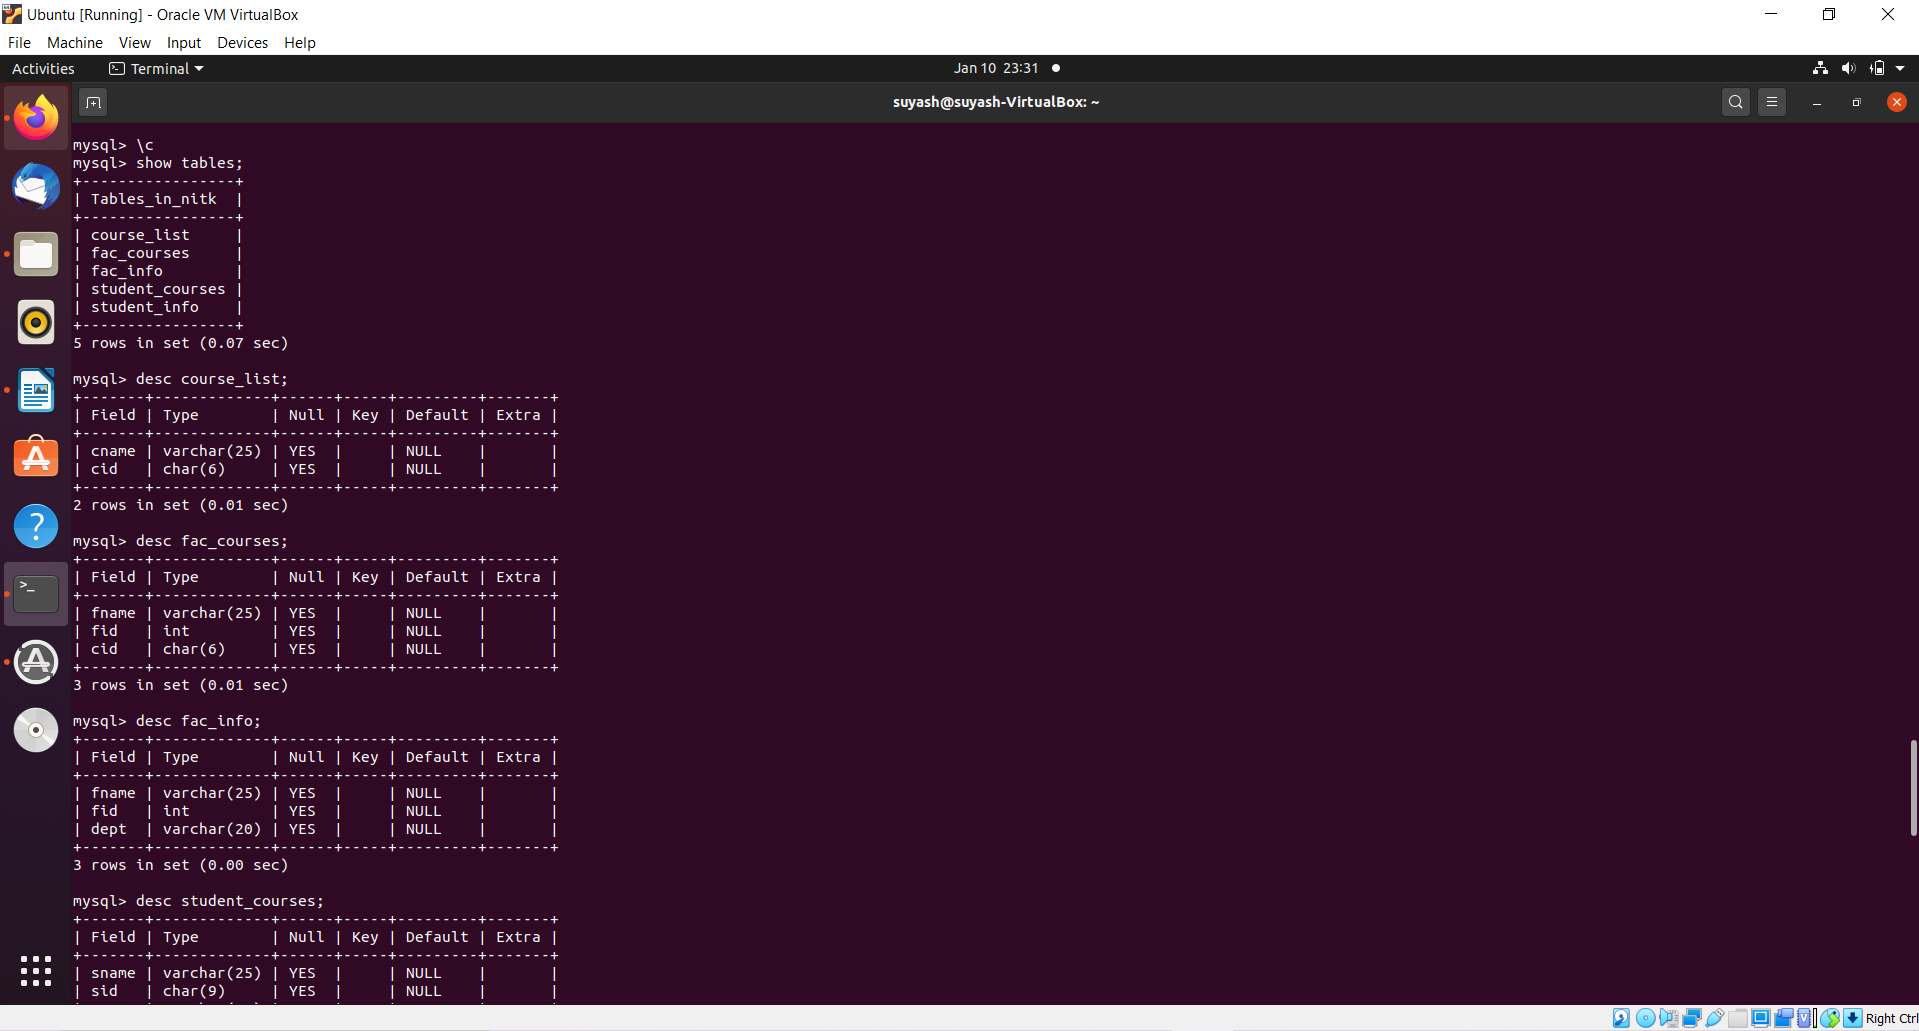 Ubuntu [Running] - Oracle VM VirtualBox
File Machine View Input Devices Help
Activities Terminal Jan 10 23:31
suyash@suyash-VirtualBox: ~
mysql> \c
mysql> show tables;
+-----------------+
| Tables_in_nitk  |
+-----------------+
| course_list     |
| fac_courses     |
| fac_info        |
| student_courses |
| student_info    |
+-----------------+
5 rows in set (0.07 sec)
mysql> desc course_list;
+-------+-------------+------+-----+---------+-------+
| Field | Type        | Null | Key | Default | Extra |
+-------+-------------+------+-----+---------+-------+
| cname | varchar(25) | YES  |     | NULL    |       |
| cid   | char(6)     | YES  |     | NULL    |       |
+-------+-------------+------+-----+---------+-------+
2 rows in set (0.01 sec)
mysql> desc fac_courses;
+-------+-------------+------+-----+---------+-------+
| Field | Type        | Null | Key | Default | Extra |
+-------+-------------+------+-----+---------+-------+
| fname | varchar(25) | YES  |     | NULL    |       |
| fid   | int         | YES  |     | NULL    |       |
| cid   | char(6)     | YES  |     | NULL    |       |
+-------+-------------+------+-----+---------+-------+
3 rows in set (0.01 sec)
mysql> desc fac_info;
+-------+-------------+------+-----+---------+-------+
| Field | Type        | Null | Key | Default | Extra |
+-------+-------------+------+-----+---------+-------+
| fname | varchar(25) | YES  |     | NULL    |       |
| fid   | int         | YES  |     | NULL    |       |
| dept  | varchar(20) | YES  |     | NULL    |       |
+-------+-------------+------+-----+---------+-------+
3 rows in set (0.00 sec)
mysql> desc student_courses;
+-------+-------------+------+-----+---------+-------+
| Field | Type        | Null | Key | Default | Extra |
+-------+-------------+------+-----+---------+-------+
| sname | varchar(25) | YES  |     | NULL    |       |
| sid   | char(9)     | YES  |     | NULL    |       |
Right Ctrl